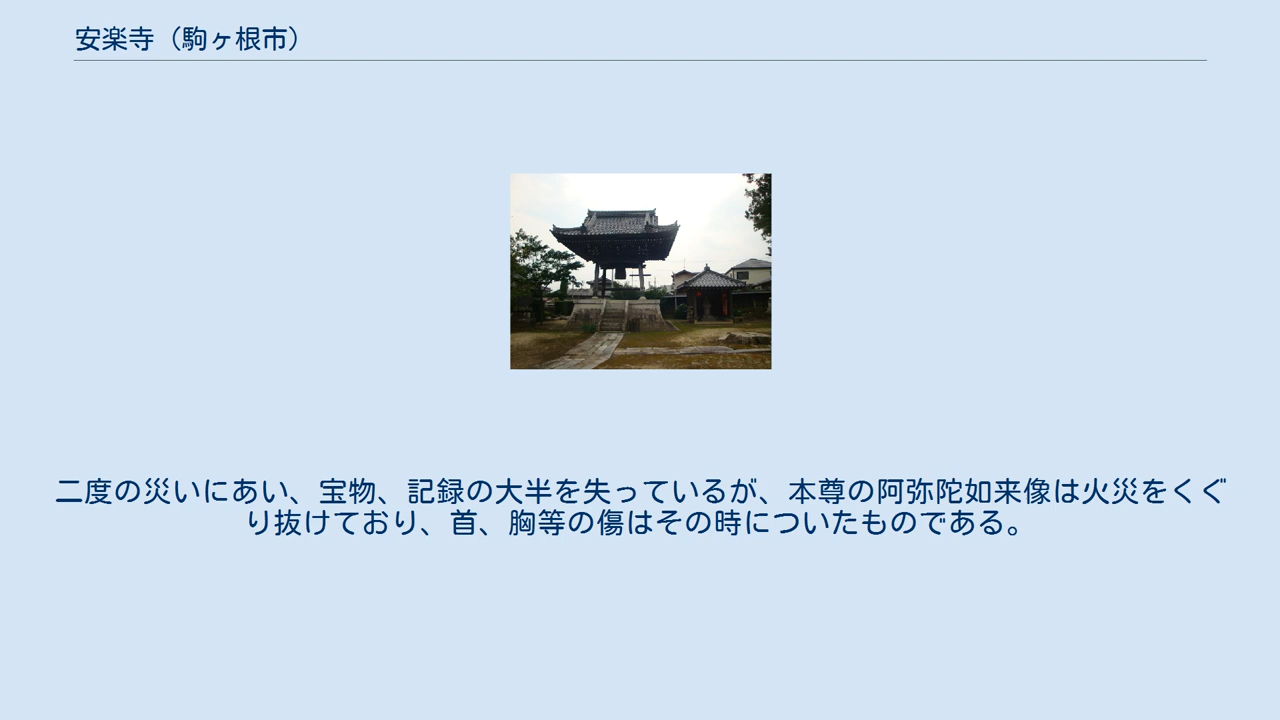 安楽寺（駒ヶ根市）
二度の災いにあい、宝物、記録の大半を失っているが、本尊の阿弥陀如来像は火災をくぐ
り抜けており、首、胸等の傷はその時についたものである。